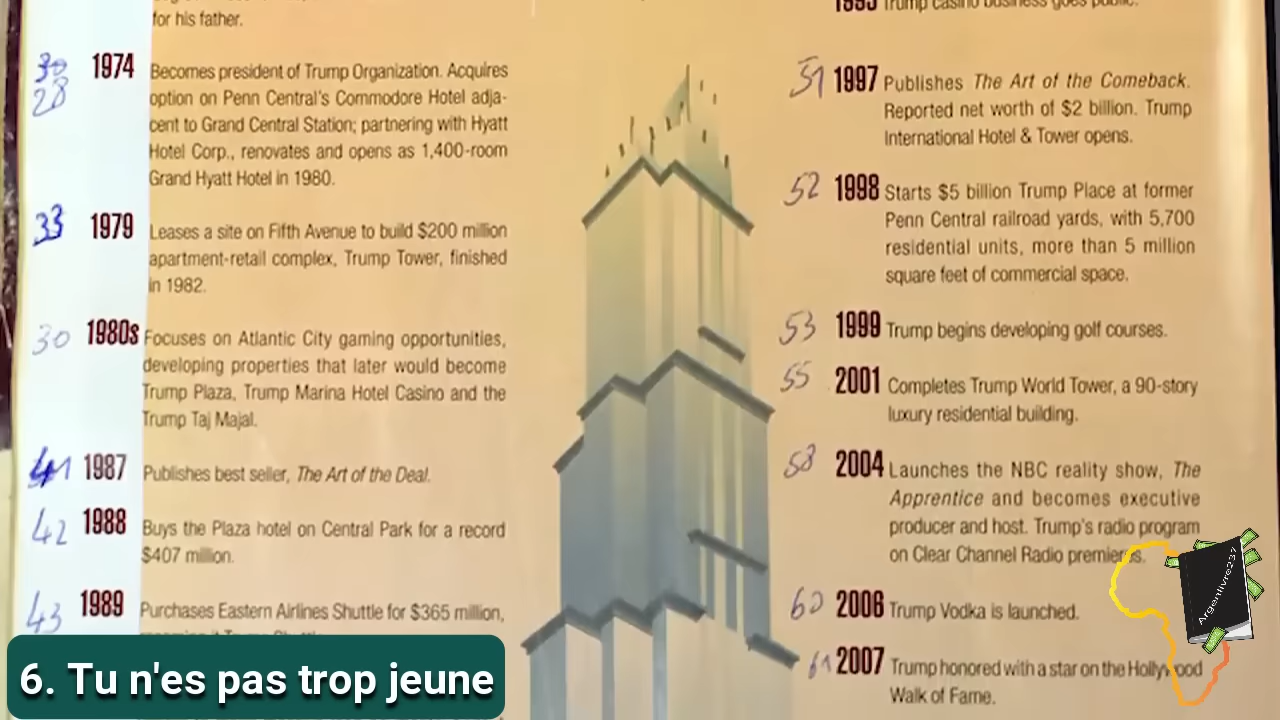 for his father.
30
28
1974
Becomes president of Trump Organization. Acquires
option on Penn Central's Commodore Hotel adja-
cent to Grand Central Station; partnering with Hyatt
Hotel Corp., renovates and opens as 1,400-room
Grand Hyatt Hotel in 1980.
33
1979
Leases a site on Fifth Avenue to build $200 million
apartment-retail complex, Trump Tower, finished
in 1982.
30
1980s
Focuses on Atlantic City gaming opportunities,
developing properties that later would become
Trump Plaza, Trump Marina Hotel Casino and the
Trump Taj Majal.
41
1987
Publishes best seller, The Art of the Deal.
42
1988
Buys the Plaza hotel on Central Park for a record
$407 million.
43
1989
Purchases Eastern Airlines Shuttle for $365 million,
1995 Trump casino business goes public.
51
1997
Publishes The Art of the Comeback.
Reported net worth of $2 billion. Trump
International Hotel & Tower opens.
52
1998
Starts $5 billion Trump Place at former
Penn Central railroad yards, with 5,700
residential units, more than 5 million
square feet of commercial space.
53
1999
Trump begins developing golf courses.
55
2001
Completes Trump World Tower, a 90-story
luxury residential building.
58
2004
Launches the NBC reality show, The
Apprentice and becomes executive
producer and host. Trump's radio program
on Clear Channel Radio premieres.
60
2006
Trump Vodka is launched.
61
2007
Trump honored with a star on the Hollywood
Walk of Fame.
6. Tu n'es pas trop jeune
Argentlivre237